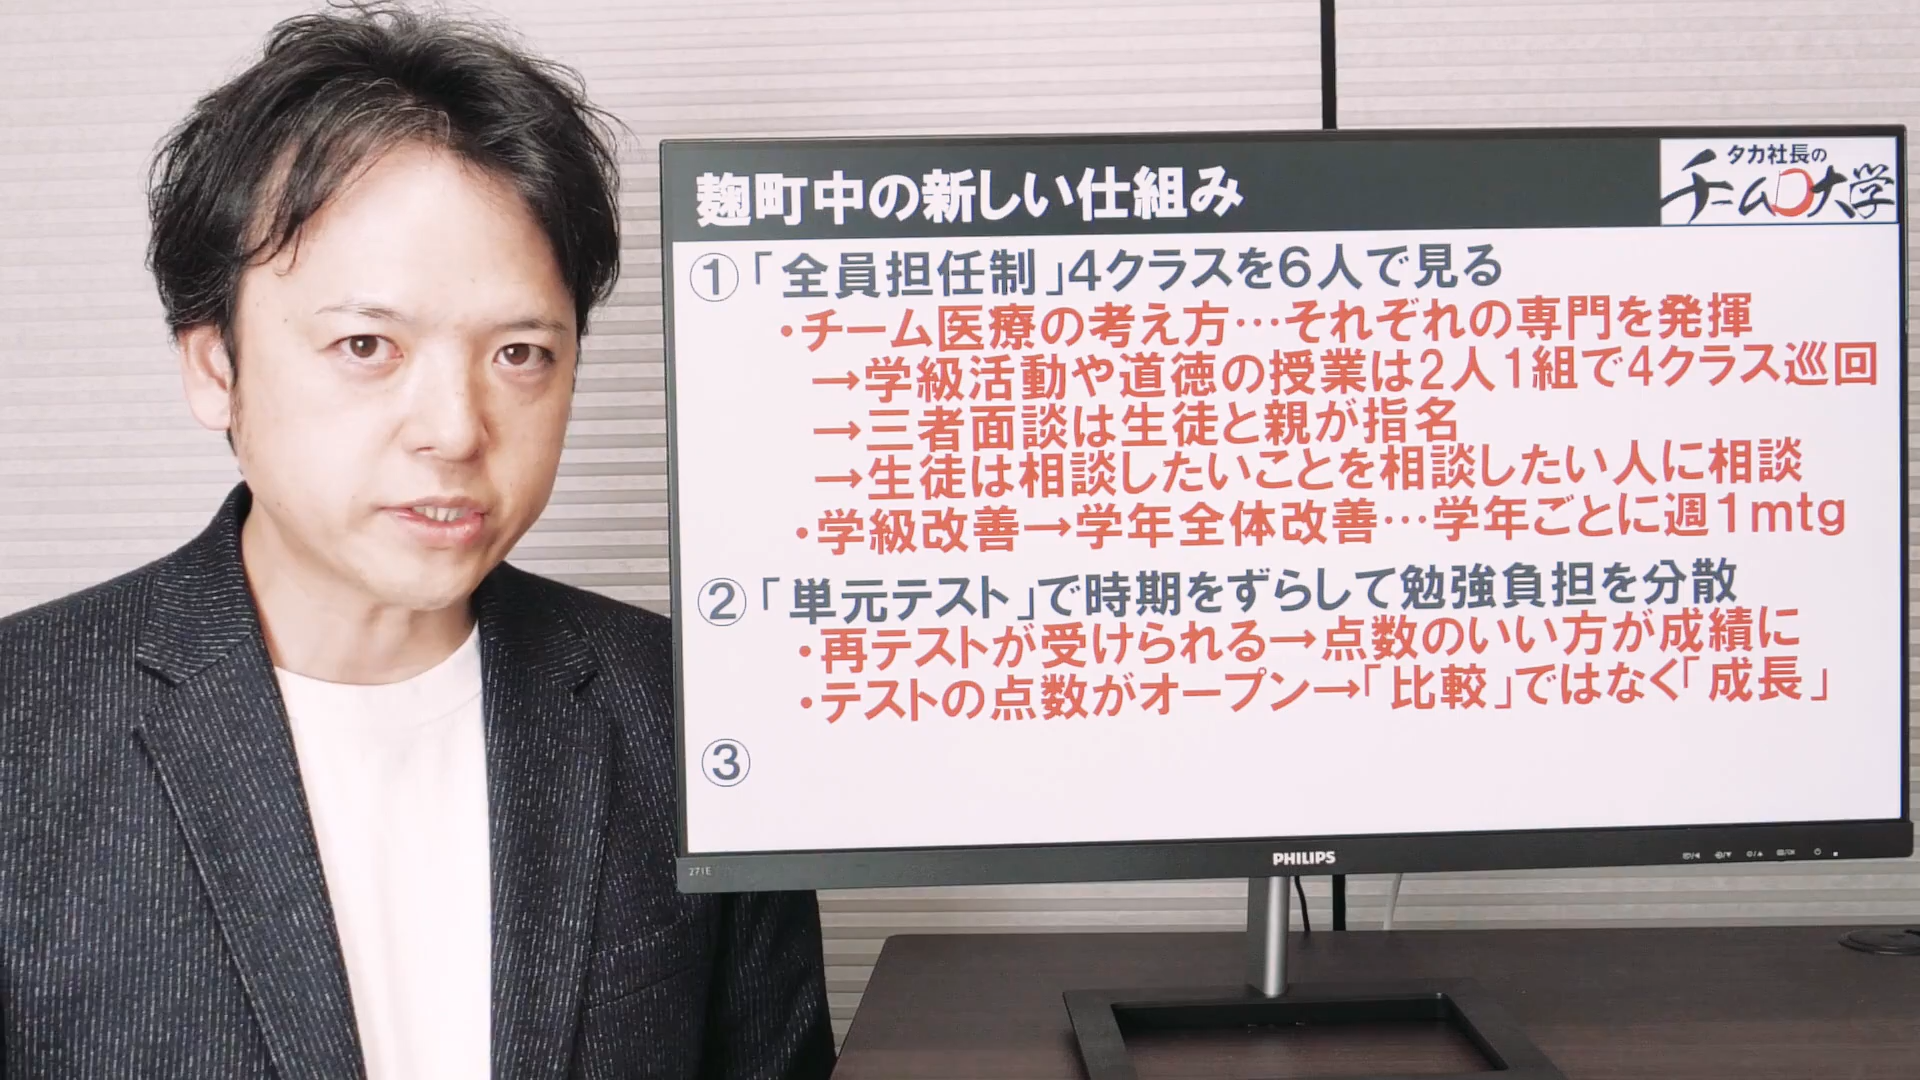 麹町中の新しい仕組み
タカ社長の
チームD大学
①「全員担任制」4クラスを6人で見る
・チーム医療の考え方…それぞれの専門を発揮
→学級活動や道徳の授業は2人1組で4クラス巡回
→三者面談は生徒と親が指名
→生徒は相談したいことを相談したい人に相談
・学級改善→学年全体改善…学年ごとに週1mtg
②「単元テスト」で時期をずらして勉強負担を分散
・再テストが受けられる→点数のいい方が成績に
・テストの点数がオープン→「比較」ではなく「成長」
③
PHILIPS
271E